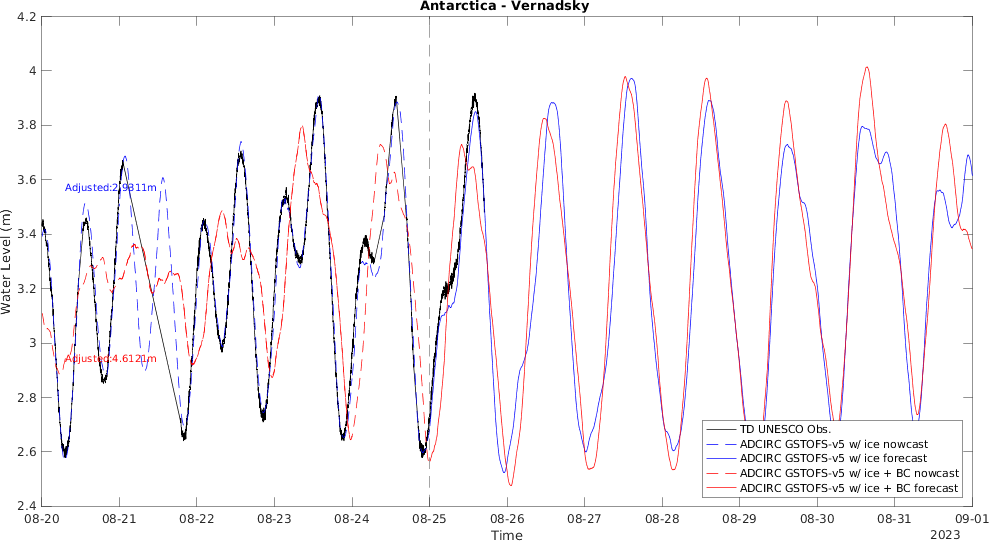 Antarctica - Vernadsky
4.2
4
3.8
3.6
3.4
3.2
3
2.8
2.6
2.4
Water Level (m)
Adjusted:2.9311m
Adjusted:4.6121m
TD UNESCO Obs.
ADCIRC GSTOFS-v5 w/ ice nowcast
ADCIRC GSTOFS-v5 w/ ice forecast
ADCIRC GSTOFS-v5 w/ ice + BC nowcast
ADCIRC GSTOFS-v5 w/ ice + BC forecast
08-20 08-21 08-22 08-23 08-24 08-25 08-26 08-27 08-28 08-29 08-30 08-31 09-01
Time
2023